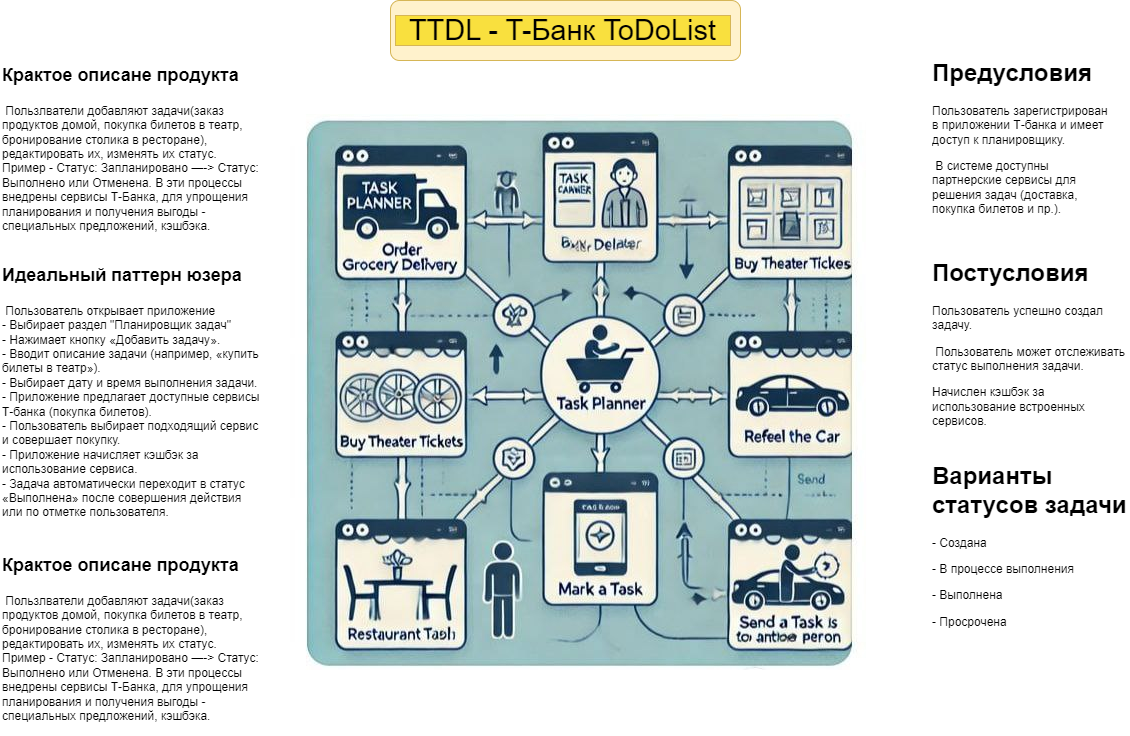 TTDL - Т-Банк ToDoList
Крактое описане продукта
Пользлватели добавляют задачи(заказ
продуктов домой, покупка билетов в театр,
бронирование столика в ресторане),
редактировать их, изменять их статус.
Пример - Статус: Запланировано —-> Статус:
Выполнено или Отменена. В эти процессы
внедрены сервисы Т-Банка, для упрощения
планирования и получения выгоды -
специальных предложений, кэшбэка.
Идеальный паттерн юзера
Пользователь открывает приложение
- Выбирает раздел "Планировщик задач"
- Нажимает кнопку «Добавить задачу».
- Вводит описание задачи (например, «купить
билеты в театр»).
- Выбирает дату и время выполнения задачи.
- Приложение предлагает доступные сервисы
Т-банка (покупка билетов).
- Пользователь выбирает подходящий сервис
и совершает покупку.
- Приложение начисляет кэшбэк за
использование сервиса.
- Задача автоматически переходит в статус
«Выполнена» после совершения действия
или по отметке пользователя.
Крактое описане продукта
Пользлватели добавляют задачи(заказ
продуктов домой, покупка билетов в театр,
бронирование столика в ресторане),
редактировать их, изменять их статус.
Пример - Статус: Запланировано —-> Статус:
Выполнено или Отменена. В эти процессы
внедрены сервисы Т-Банка, для упрощения
планирования и получения выгоды -
специальных предложений, кэшбэка.
TASK
PLANNER
Order
Grocery Delivery
TASK
Buy Theater Tickes
Task Planner
Buy Theater Tickets
Refeel the Car
Send
Restaurant
Mark a Task
Send a Task is
to antioe peron
Предусловия
Пользователь зарегистрирован
в приложении Т-банка и имеет
доступ к планировщику.
В системе доступны
партнерские сервисы для
решения задач (доставка,
покупка билетов и пр.).
Постусловия
Пользователь успешно создал
задачу.
Пользователь может отслеживать
статус выполнения задачи.
Начислен кэшбэк за
использование встроенных
сервисов.
Варианты
статусов задачи
- Создана
- В процессе выполнения
- Выполнена
- Просрочена